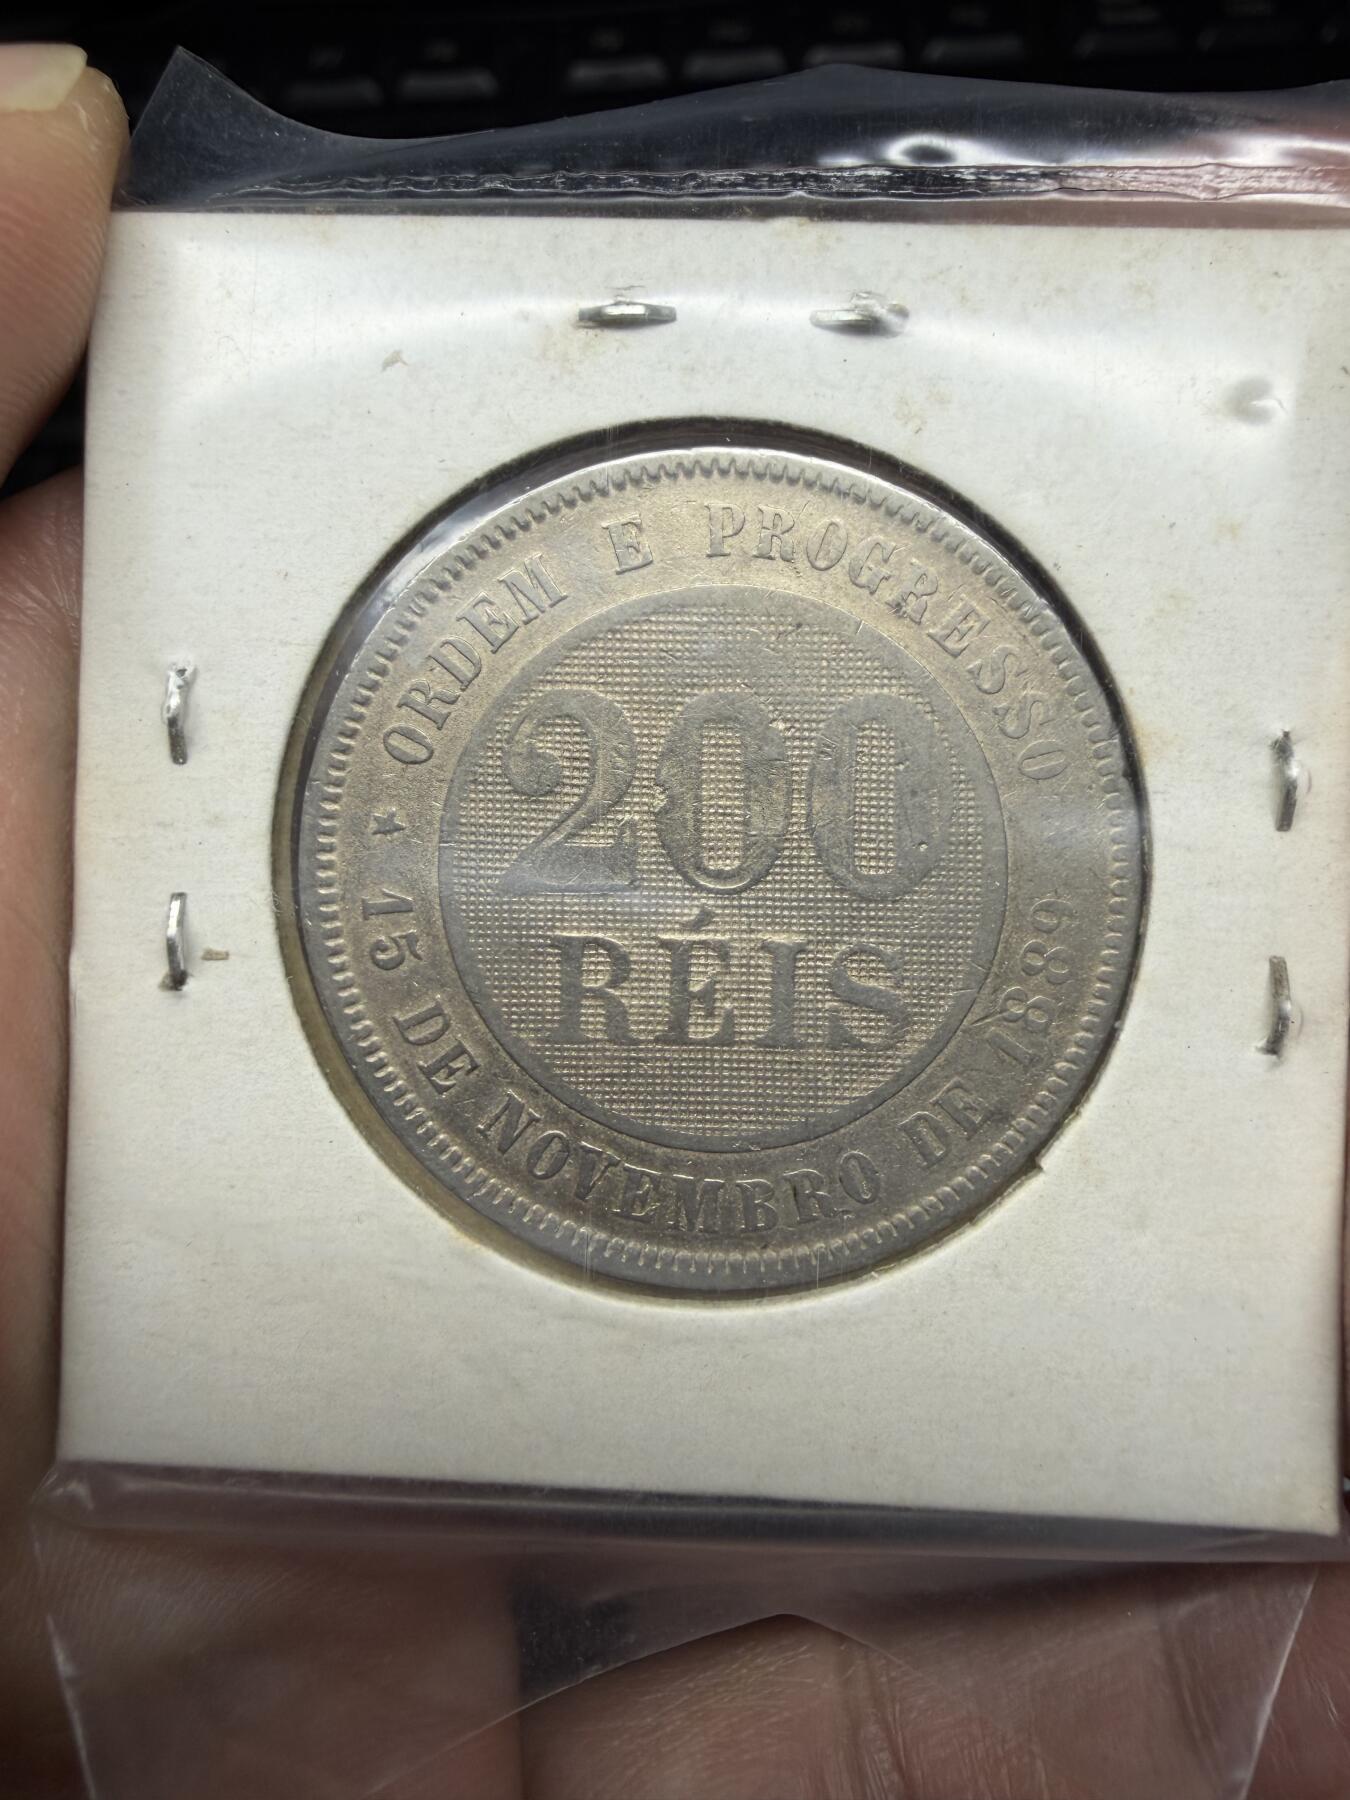 ORDEM E PROGRESSO
200
RÉIS
★ 15 DE NOVEMBRO DE 1889